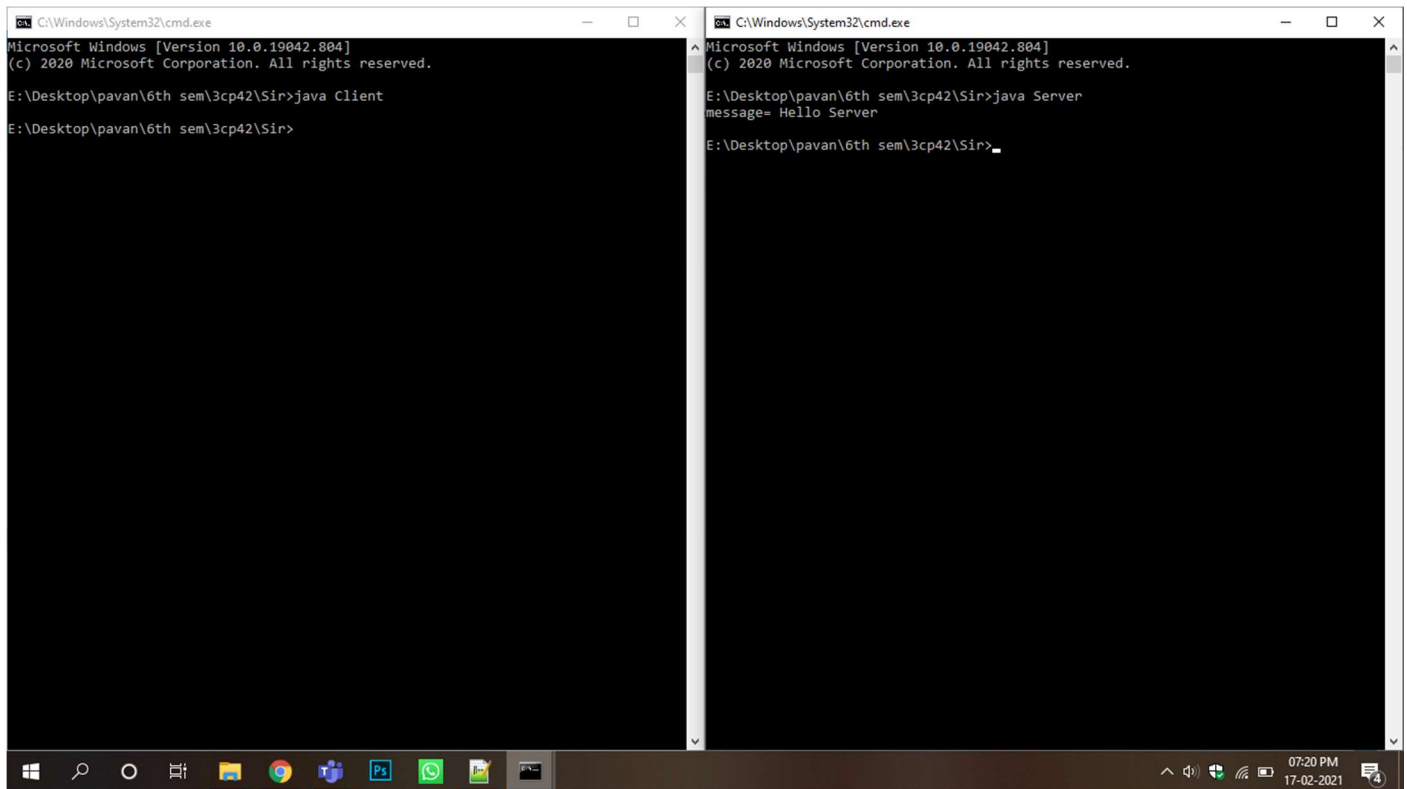 C:\Windows\System32\cmd.exe
Microsoft Windows [Version 10.0.19042.804]
(c) 2020 Microsoft Corporation. All rights reserved.
E:\Desktop\pavan\6th sem\3cp42\Sir>java Client
E:\Desktop\pavan\6th sem\3cp42\Sir>
C:\Windows\System32\cmd.exe
Microsoft Windows [Version 10.0.19042.804]
(c) 2020 Microsoft Corporation. All rights reserved.
E:\Desktop\pavan\6th sem\3cp42\Sir>java Server
message= Hello Server
E:\Desktop\pavan\6th sem\3cp42\Sir>
Ps
07:20 PM
17-02-2021
4